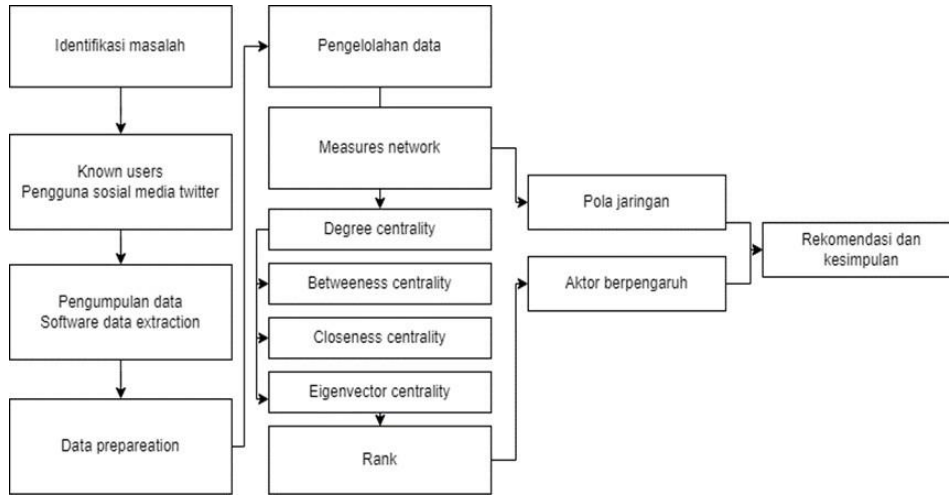 Identifikasi masalah
Known users
Pengguna sosial media twitter
Pengumpulan data
Software data extraction
Data prepareation
Pengelolahan data
Measures network
Degree centrality
Betweeness centrality
Closeness centrality
Eigenvector centrality
Rank
Pola jaringan
Aktor berpengaruh
Rekomendasi dan
kesimpulan